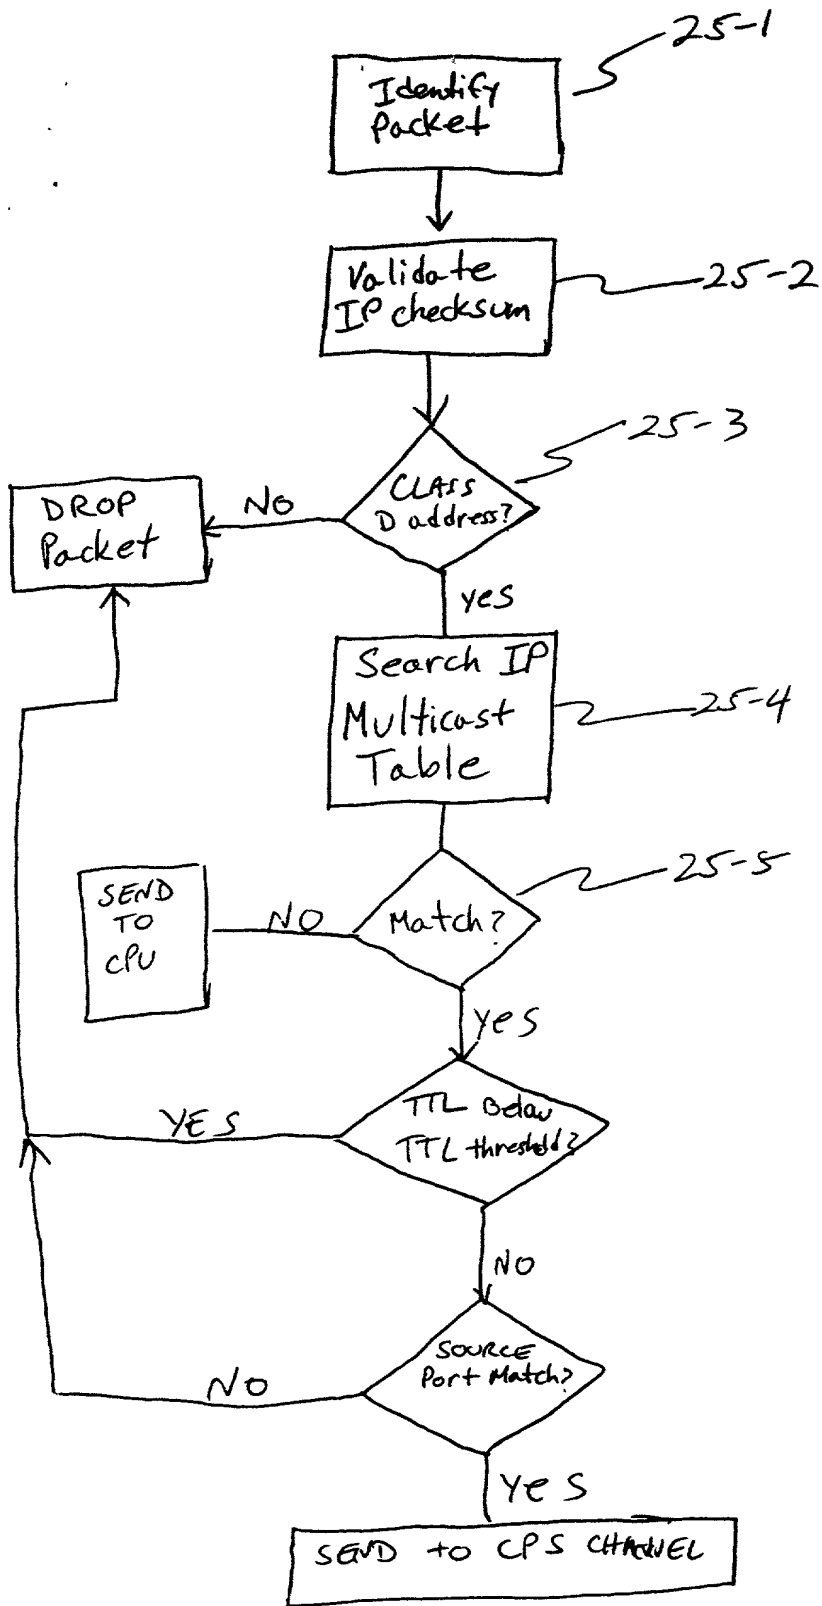 25-1
Identify
Packet
Validate
IP checksum
25-2
25-3
CLASS
D address?
NO
DROP
Packet
yes
Search IP
Multicast
Table
25-4
25-5
Match?
NO
SEND
TO
CPU
yes
TTL Below
TTL threshold?
YES
NO
SOURCE
Port Match?
NO
Yes
SEND to CPS CHANNEL